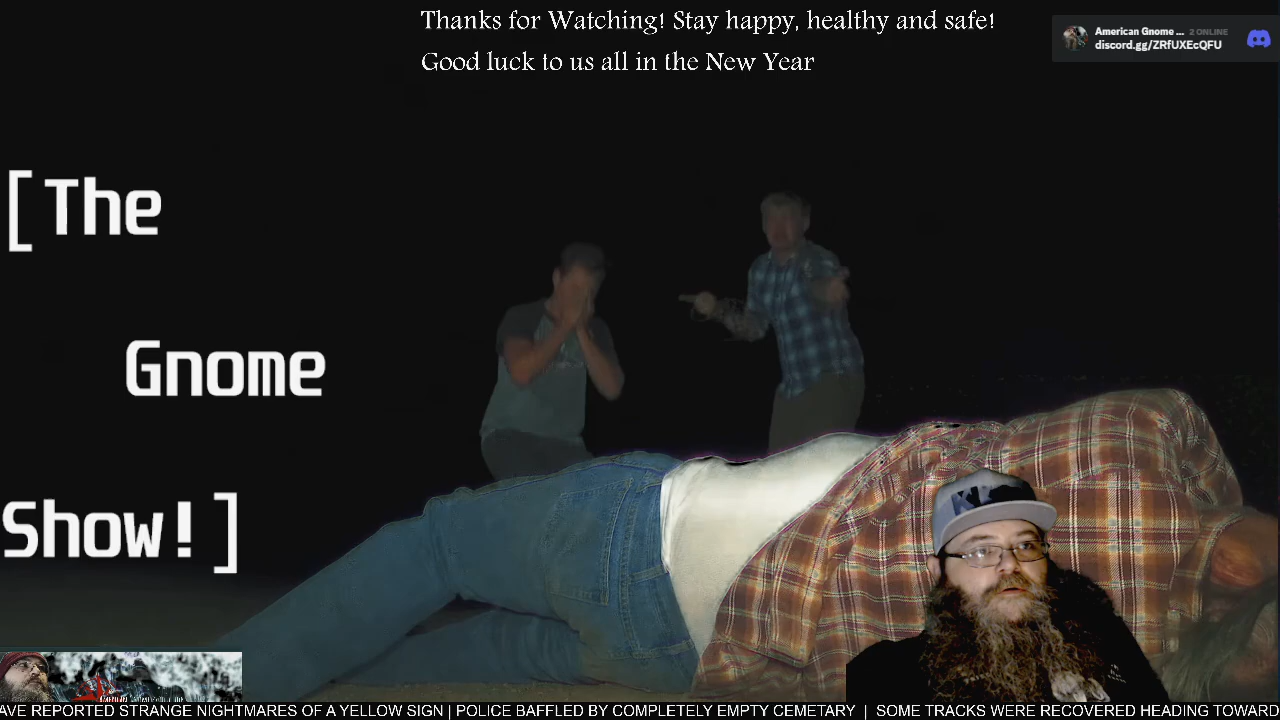 Thanks for Watching! Stay happy, healthy and safe!
Good luck to us all in the New Year
American Gnome ... 2 ONLINE
discord.gg/ZRfUXEcQFU
[The
Gnome
Show!]
AVE REPORTED STRANGE NIGHTMARES OF A YELLOW SIGN | POLICE BAFFLED BY COMPLETELY EMPTY CEMETARY | SOME TRACKS WERE RECOVERED HEADING TOWARD